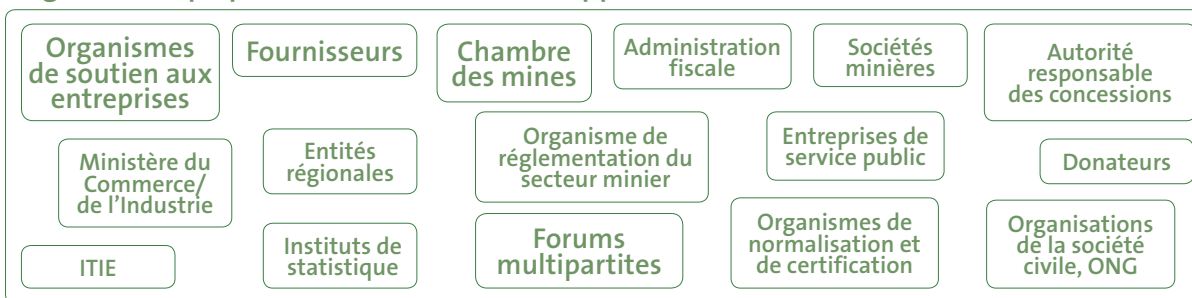 Organismes
de soutien aux
entreprises
Fournisseurs
Chambre
des mines
Administration
fiscale
Sociétés
minières
Autorité
responsable
des concessions
Ministère du
Commerce/
de l’Industrie
Entités
régionales
Organisme de
réglementation du
secteur minier
Entreprises de
service public
Donateurs
ITIE
Instituts de
statistique
Forums
multipartites
Organismes de
normalisation et
de certification
Organisations
de la société
civile, ONG